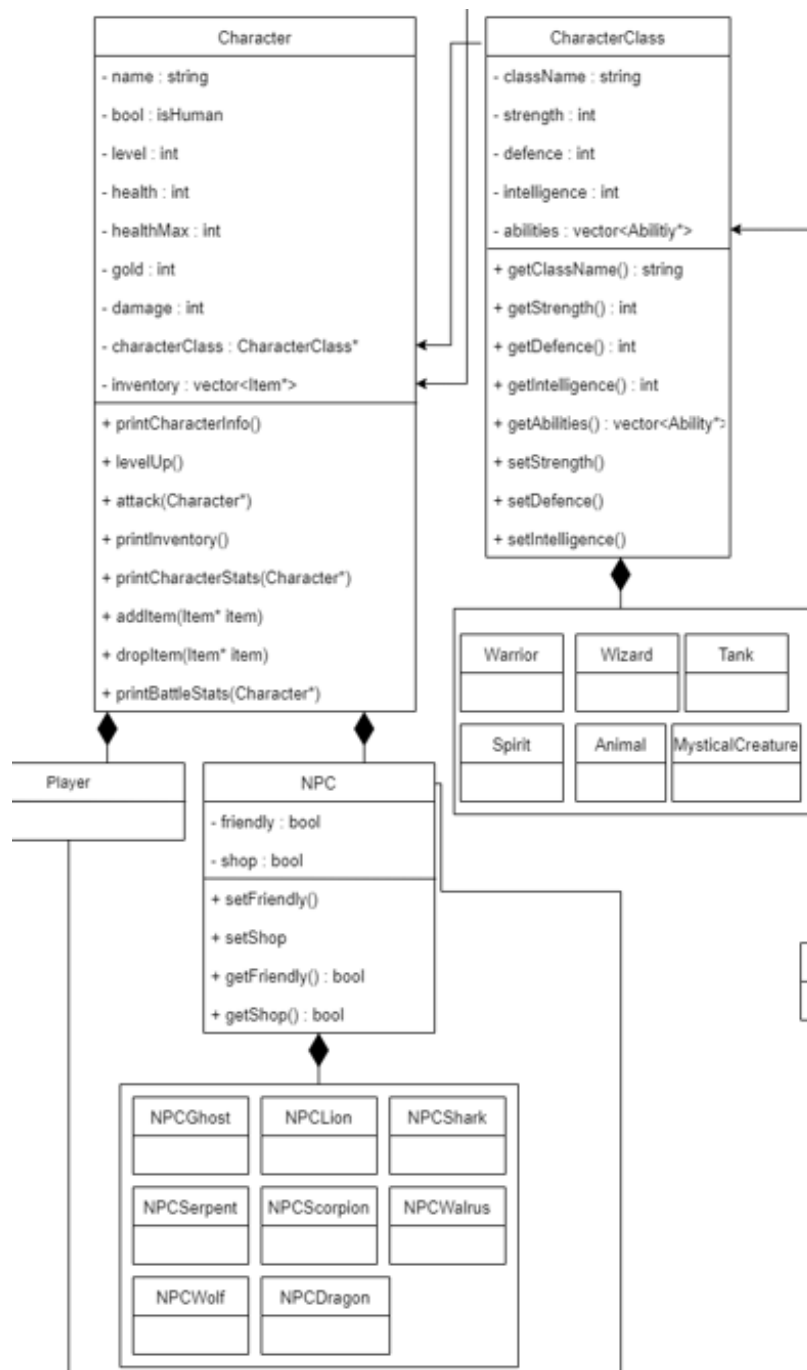 Character
- name : string
- bool : isHuman
- level : int
- health : int
- healthMax : int
- gold : int
- damage : int
- characterClass : CharacterClass*
- inventory : vector<Item*>
+ printCharacterInfo()
+ levelUp()
+ attack(Character*)
+ printInventory()
+ printCharacterStats(Character*)
+ addItem(Item* item)
+ dropItem(Item* item)
+ printBattleStats(Character*)
CharacterClass
- className : string
- strength : int
- defence : int
- intelligence : int
- abilities : vector<Abilitiy*>
+ getClassName() : string
+ getStrength() : int
+ getDefence() : int
+ getIntelligence() : int
+ getAbilities() : vector<Ability*>
+ setStrength()
+ setDefence()
+ setIntelligence()
Warrior
Wizard
Tank
Spirit
Animal
MysticalCreature
Player
NPC
- friendly : bool
- shop : bool
+ setFriendly()
+ setShop
+ getFriendly() : bool
+ getShop() : bool
NPCGhost
NPCLion
NPCShark
NPCSerpent
NPCScorpion
NPCWalrus
NPCWolf
NPCDragon